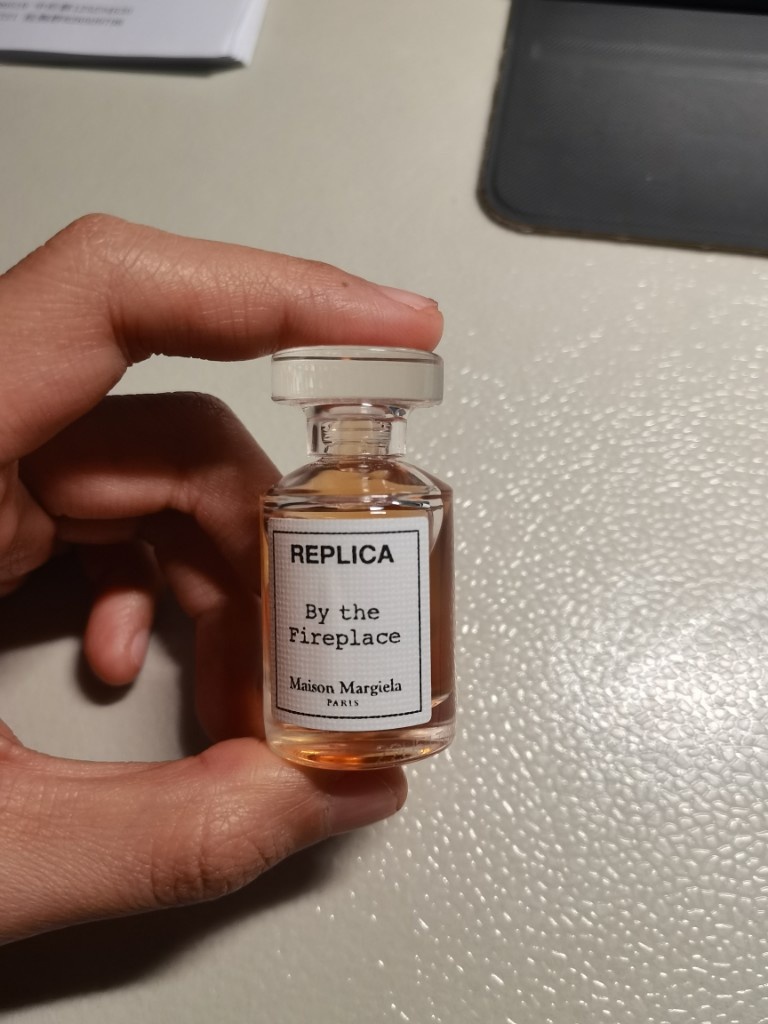 REPLICA
By the
Fireplace
Maison Margiela
PARIS